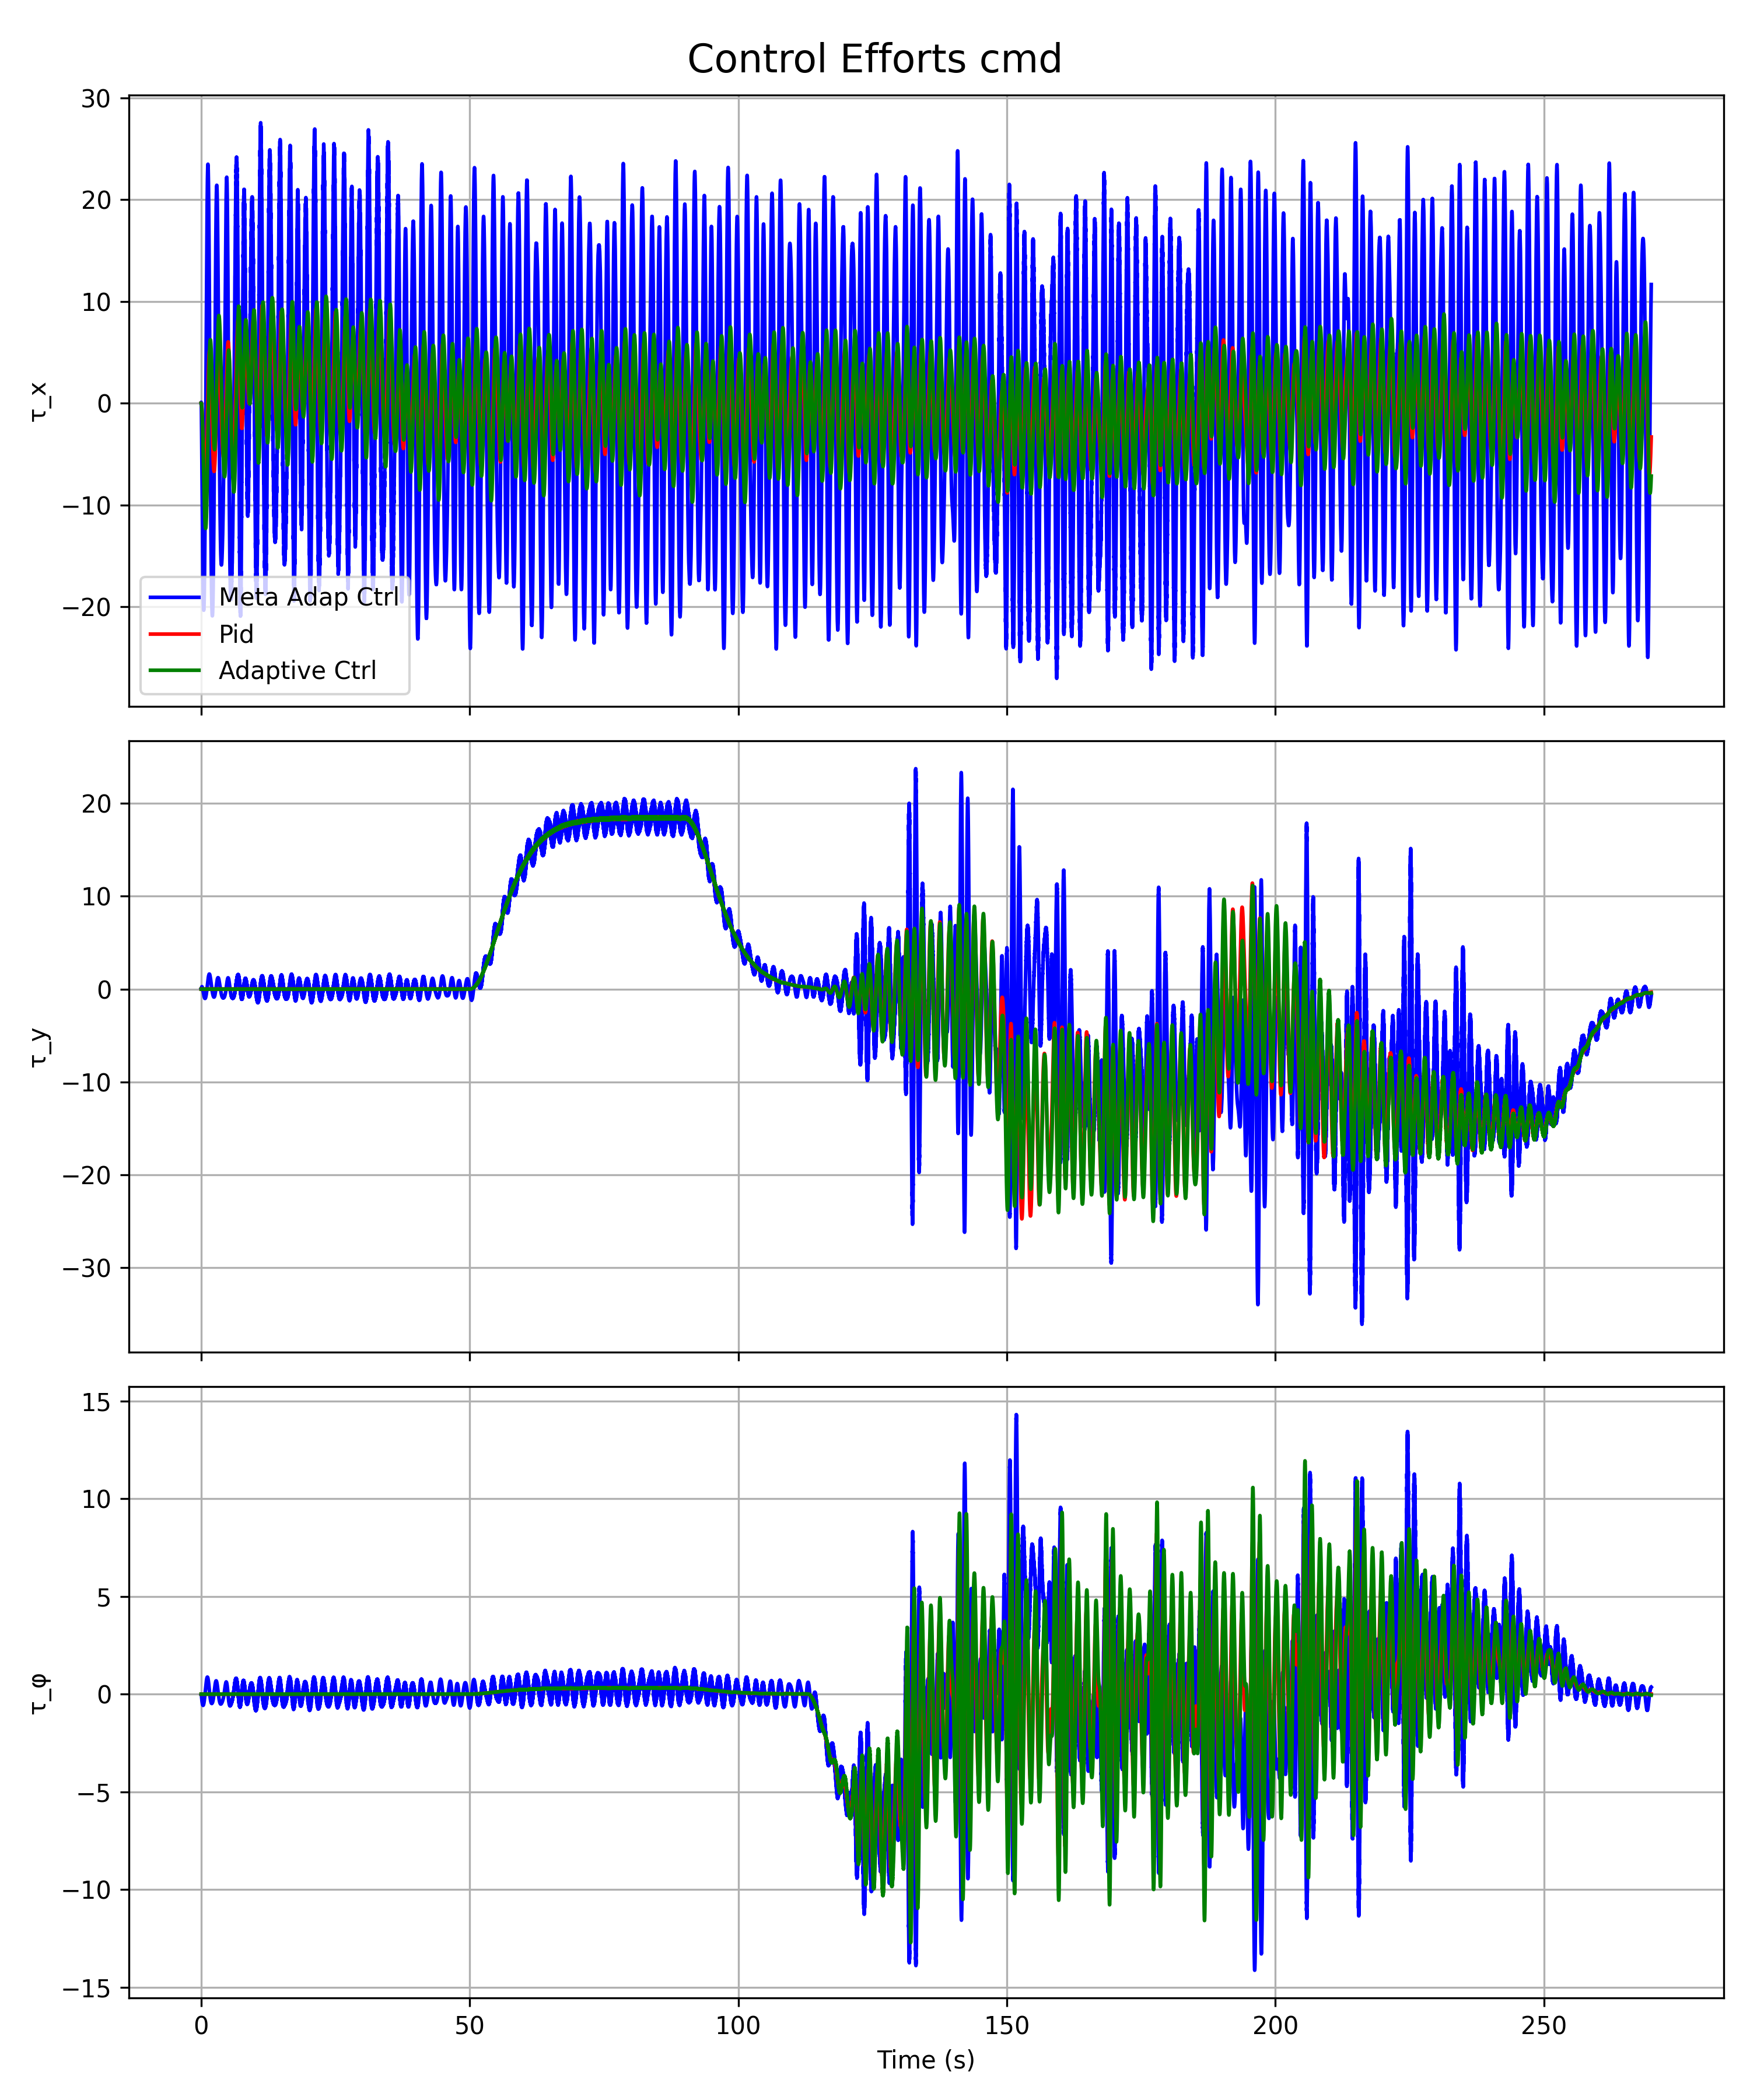 Control Efforts cmd
30
20
10
0
−10
−20
τ_x
Meta Adap Ctrl
Pid
Adaptive Ctrl
20
10
0
−10
−20
−30
τ_y
15
10
5
0
−5
−10
−15
τ_φ
0 50 100 150 200 250
Time (s)